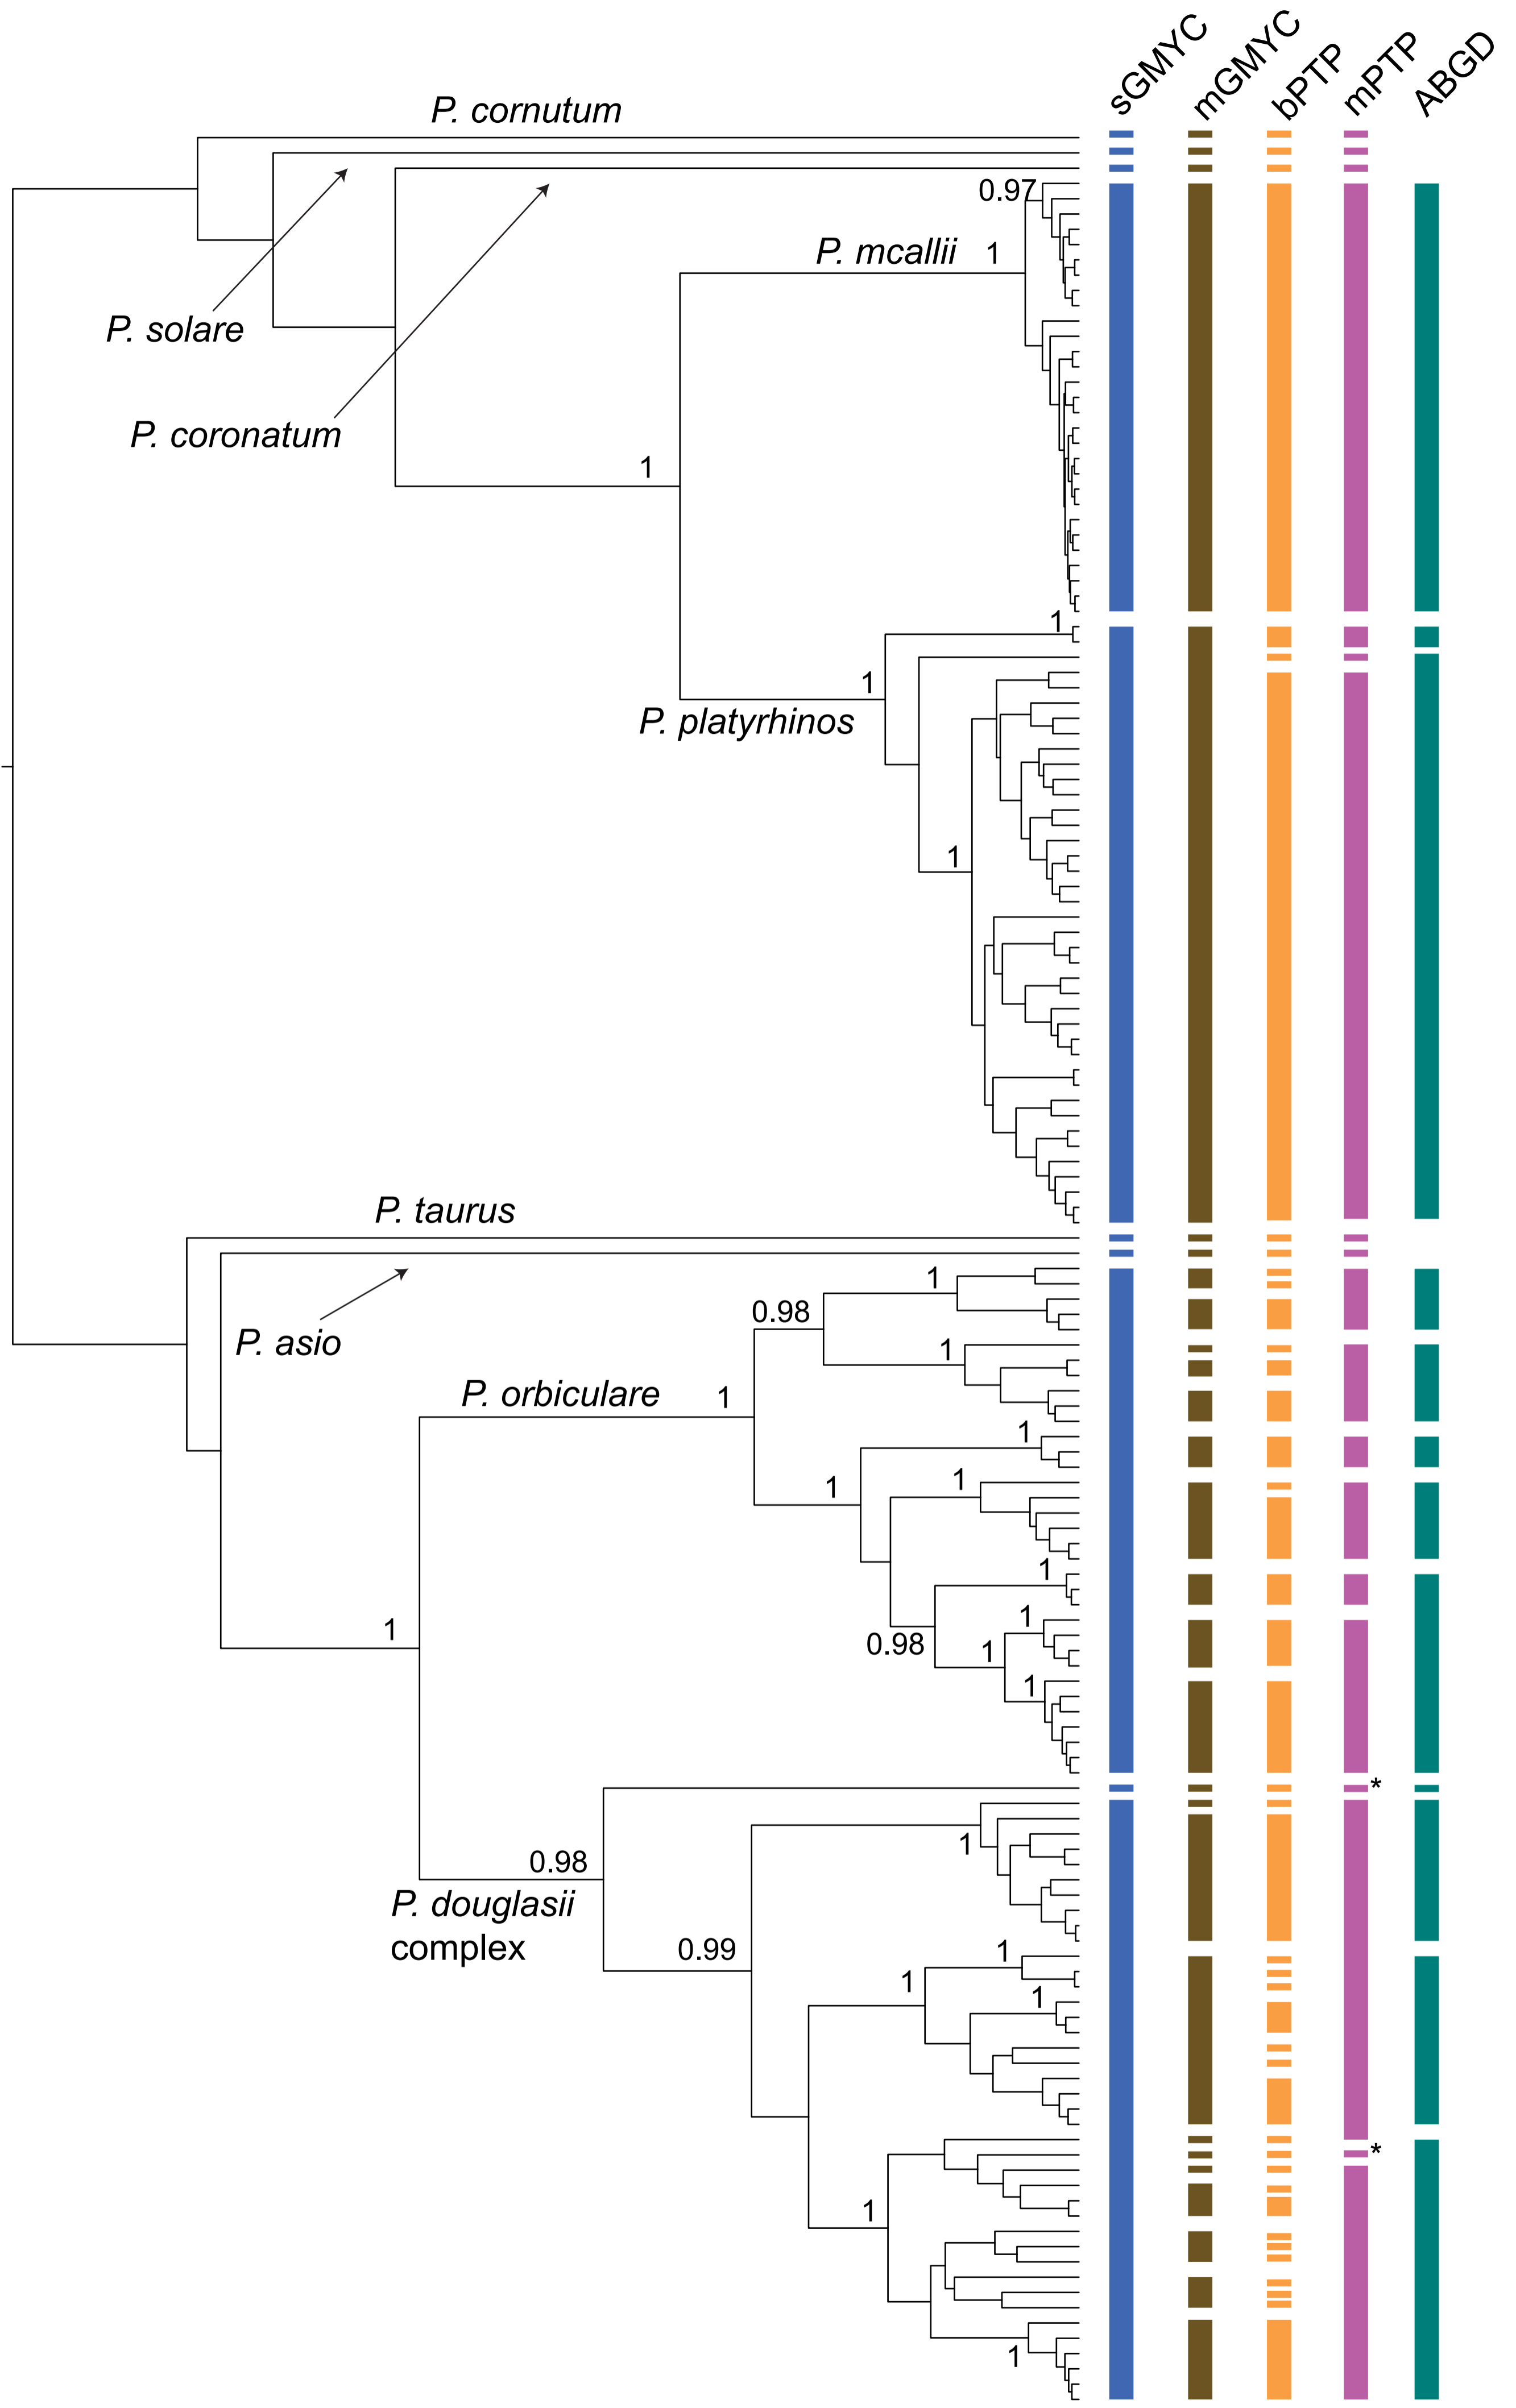 sGMYC
mGMYC
bPTP
mPTP
ABGD
P. cornutum
0.97
P. mcallii
1
P. solare
P. coronatum
1
1
1
P. platyrhinos
1
P. taurus
1
0.98
P. asio
1
P. orbiculare
1
1
1
1
1
1
1
0.98
1
1
*
1
0.98
P. douglasii
complex
0.99
1
1
1
*
1
1